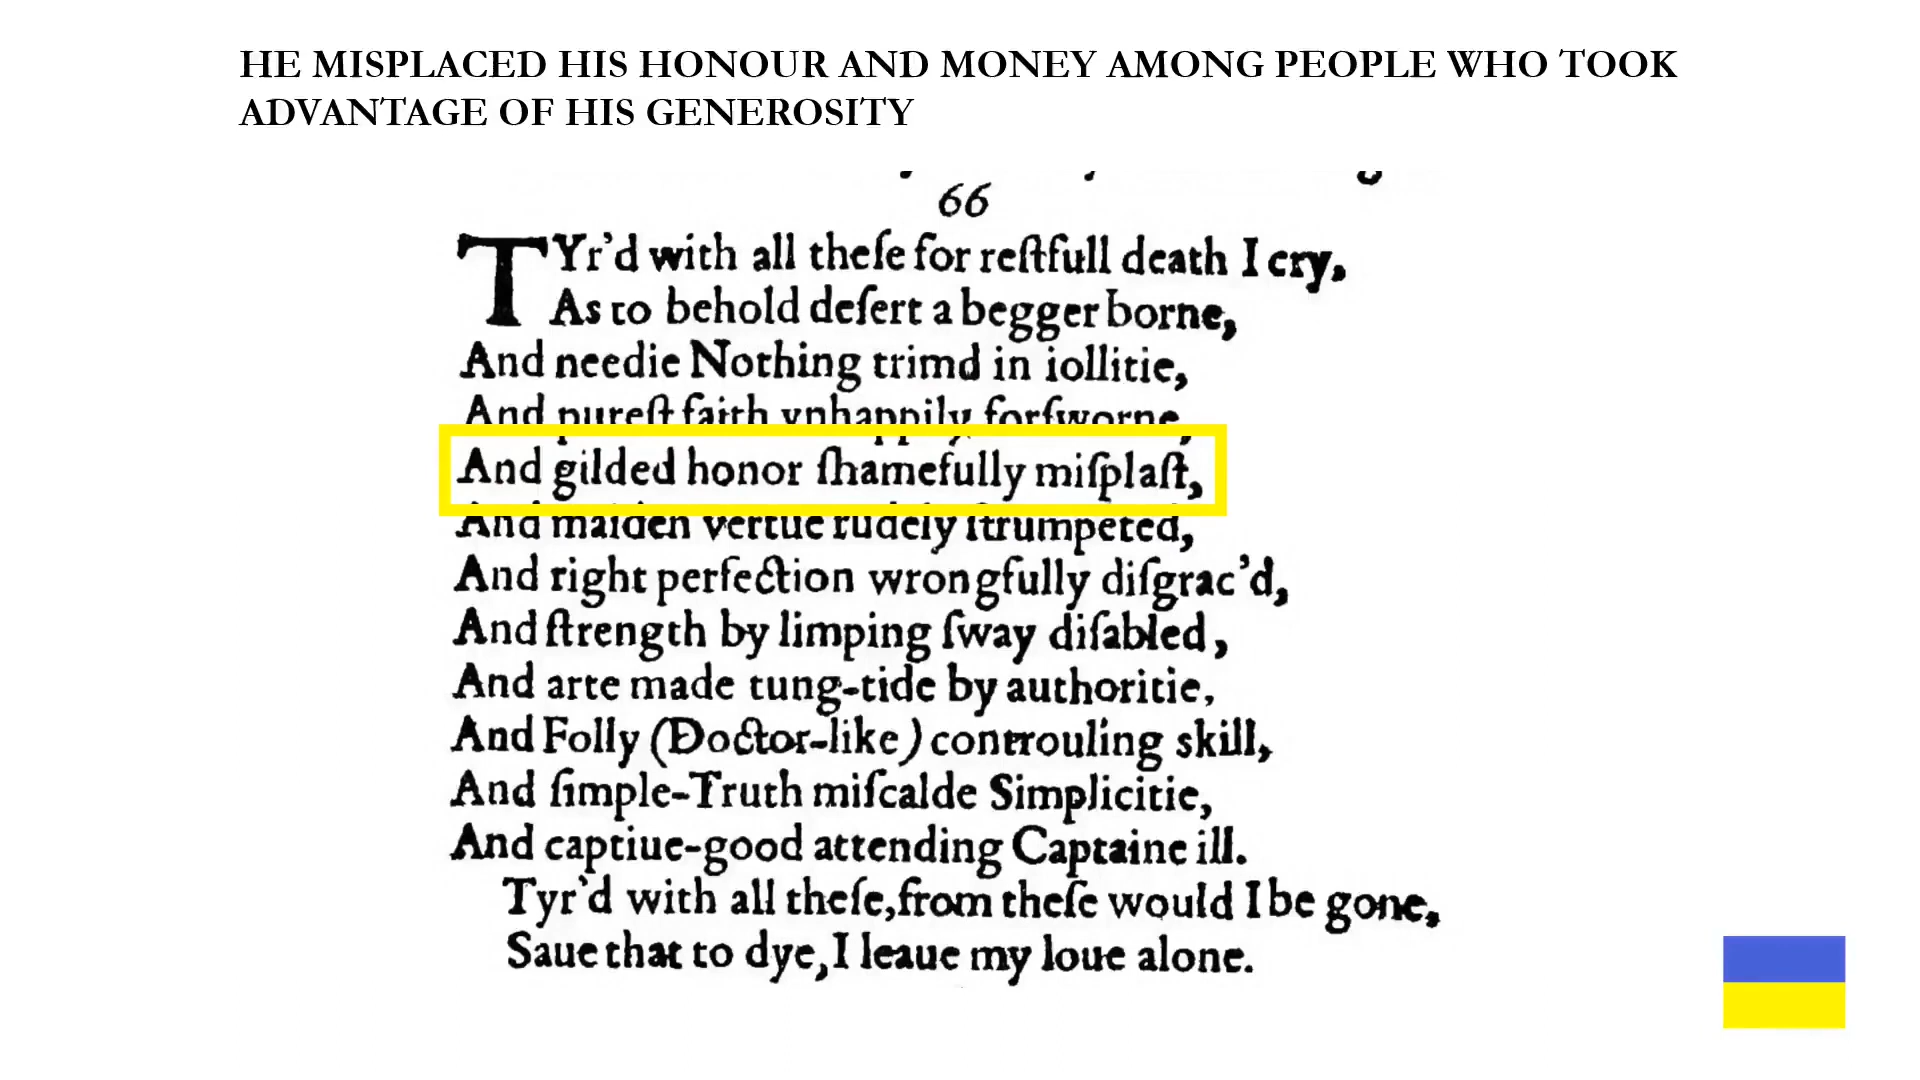 HE MISPLACED HIS HONOUR AND MONEY AMONG PEOPLE WHO TOOK
ADVANTAGE OF HIS GENEROSITY
66
TYr’d with all theſe for reſtfull death I cry,
As to behold deſert a begger borne,
And needie Nothing trimd in iollitie,
And pureſt faith vnhappily forſworne,
And gilded honor ſhamefully miſplaſt,
And maiden vertue rudely ſtrumpeted,
And right perfection wrongfully diſgrac’d,
And ſtrength by limping ſway diſabled,
And arte made tung-tide by authoritie,
And Folly (Doctor-like) controuling skill,
And ſimple-Truth miſcalde Simplicitie,
And captiue-good attending Captaine ill.
Tyr’d with all theſe, from theſe would I be gone,
Saue that to dye, I leaue my loue alone.